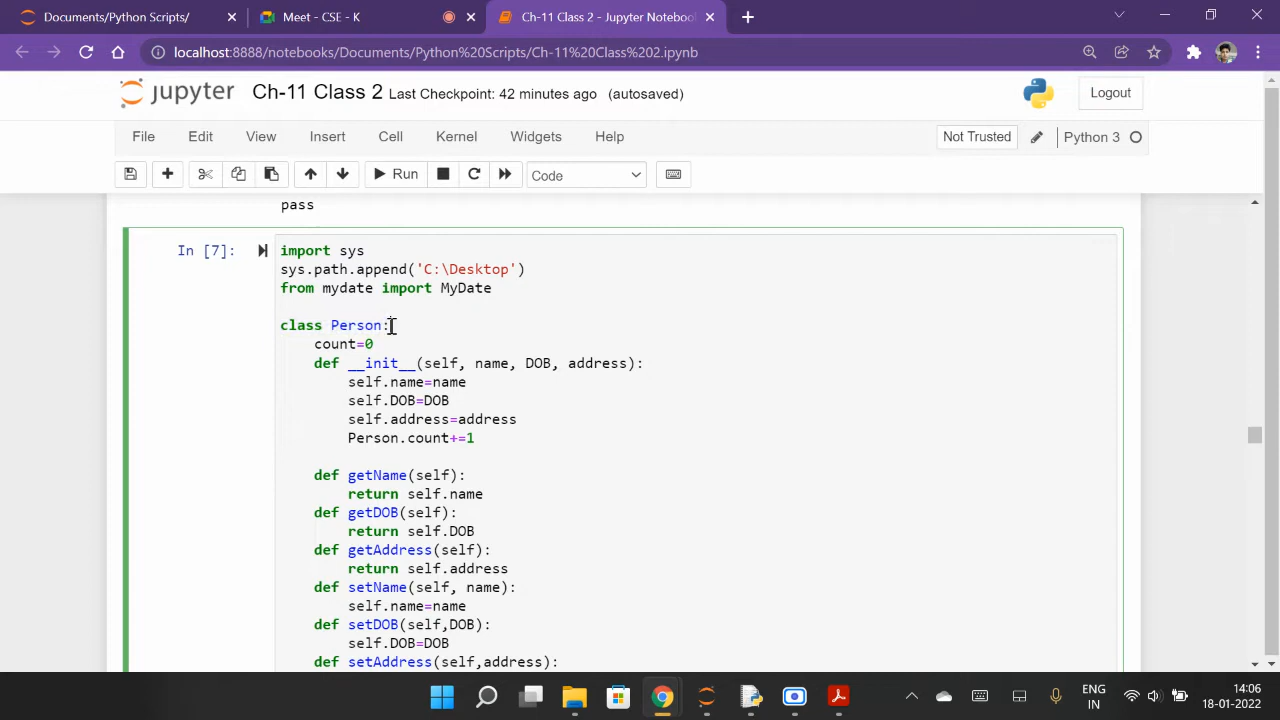 Documents/Python Scripts/
Meet - CSE - K
Ch-11 Class 2 - Jupyter Noteboo
localhost:8888/notebooks/Documents/Python%20Scripts/Ch-11%20Class%202.ipynb
jupyter
Ch-11 Class 2 Last Checkpoint: 42 minutes ago (autosaved)
Logout
File Edit View Insert Cell Kernel Widgets Help
Not Trusted
Python 3
Run
Code
pass
In [7]:
import sys
sys.path.append('C:\Desktop')
from mydate import MyDate
class Person:
count=0
def __init__(self, name, DOB, address):
self.name=name
self.DOB=DOB
self.address=address
Person.count+=1
def getName(self):
return self.name
def getDOB(self):
return self.DOB
def getAddress(self):
return self.address
def setName(self, name):
self.name=name
def setDOB(self,DOB):
self.DOB=DOB
def setAddress(self,address):
ENG
IN
14:06
18-01-2022